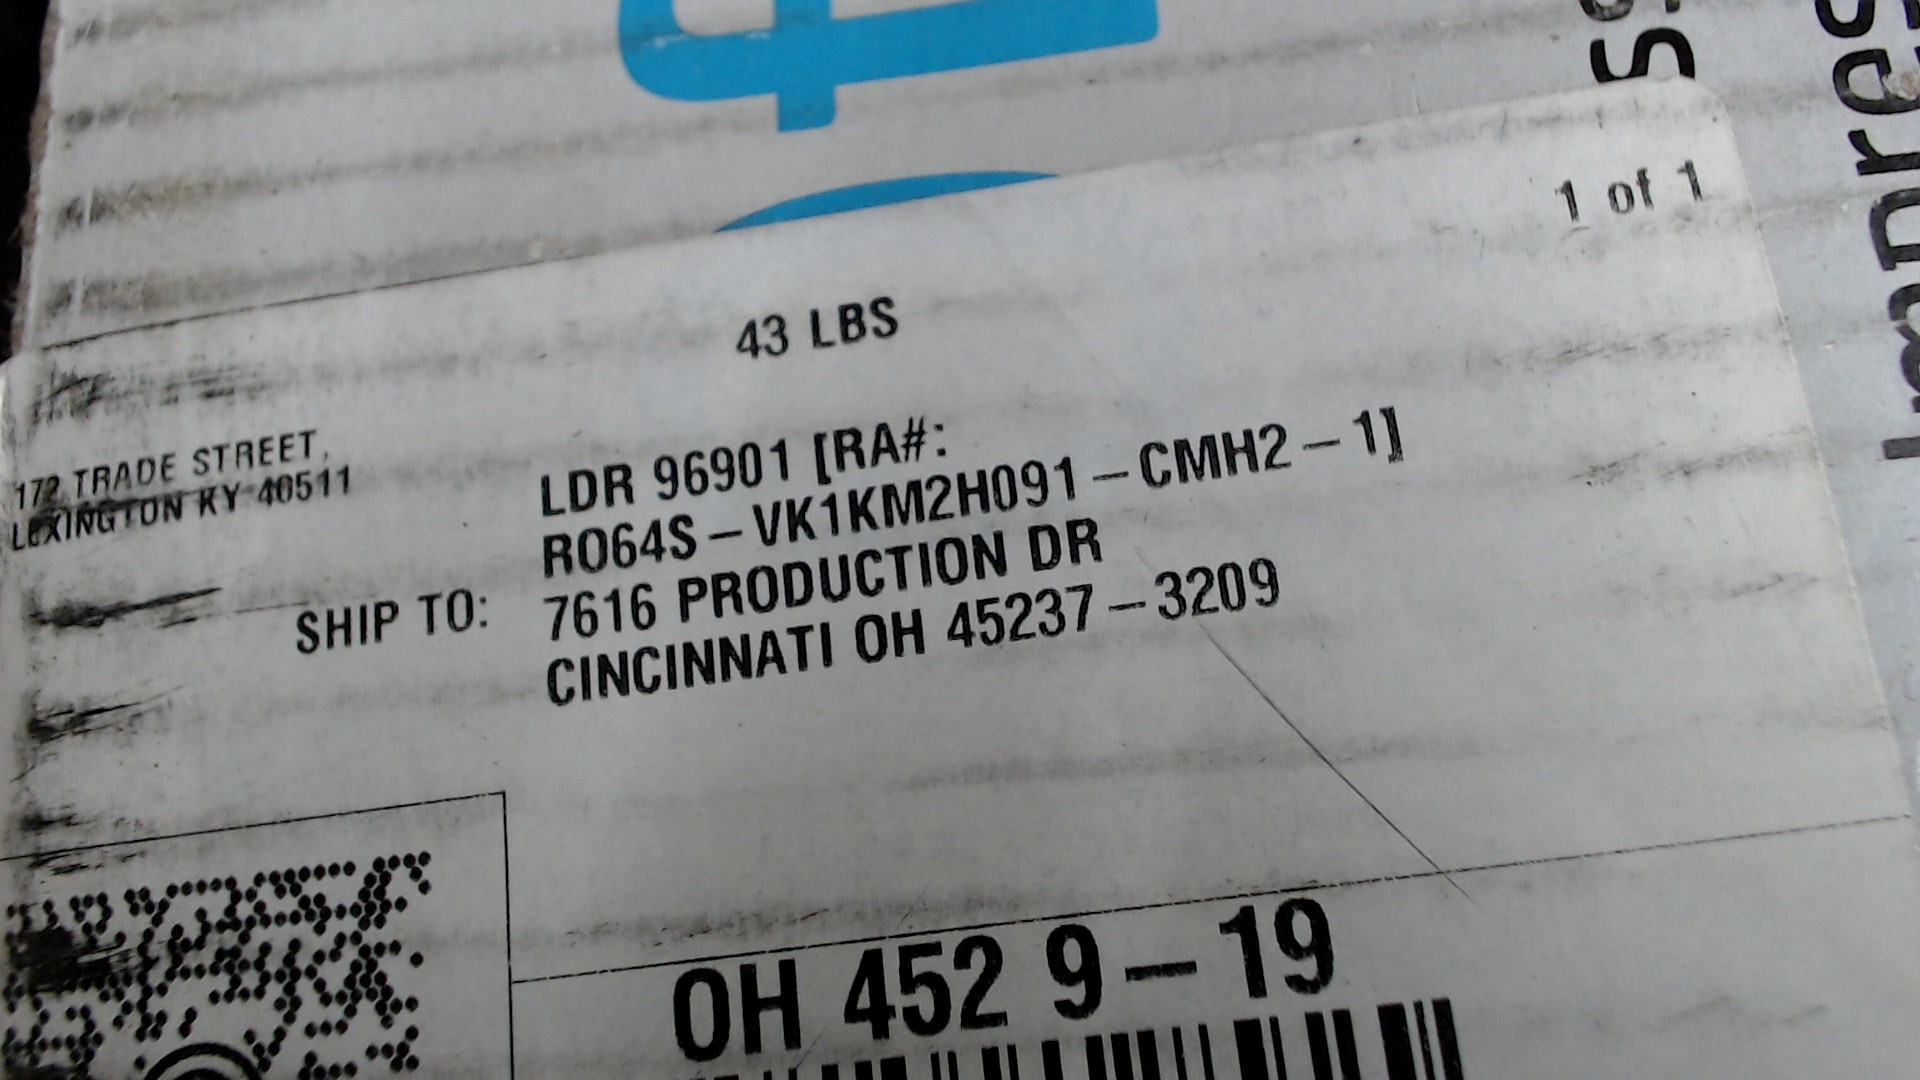 1 of 1
43 LBS
172 TRADE STREET,
LEXINGTON KY 40511
SHIP TO:
LDR 96901 [RA#:
RO64S-VK1KM2H091-CMH2-1]
7616 PRODUCTION DR
CINCINNATI OH 45237-3209
OH 452 9-19